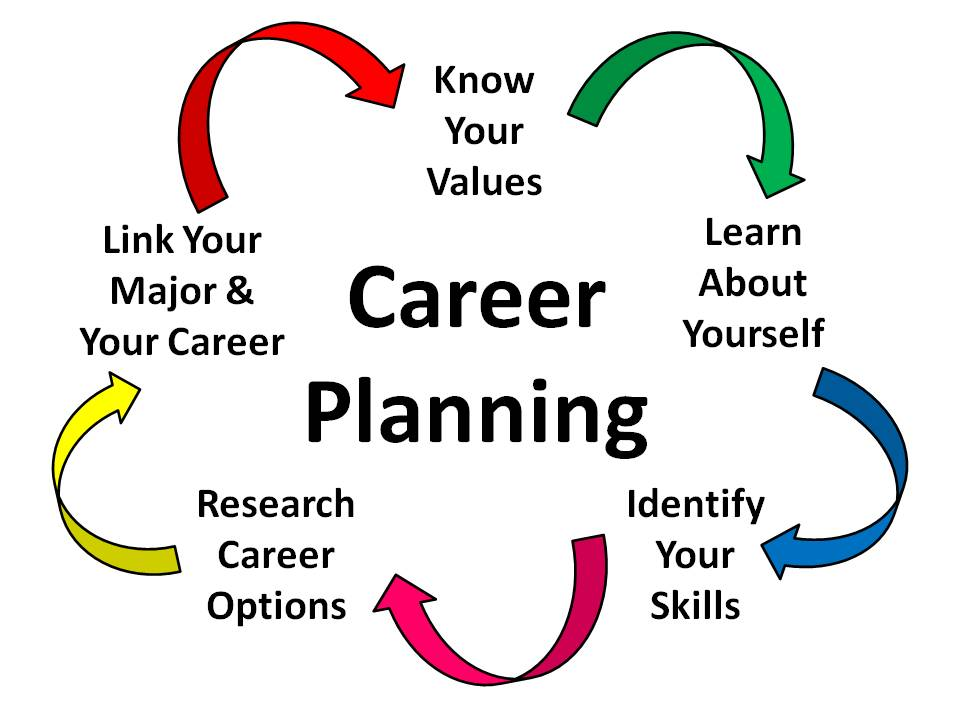 Career
Planning
Know
Your
Values
Learn
About
Yourself
Identify
Your
Skills
Research
Career
Options
Link Your
Major &
Your Career